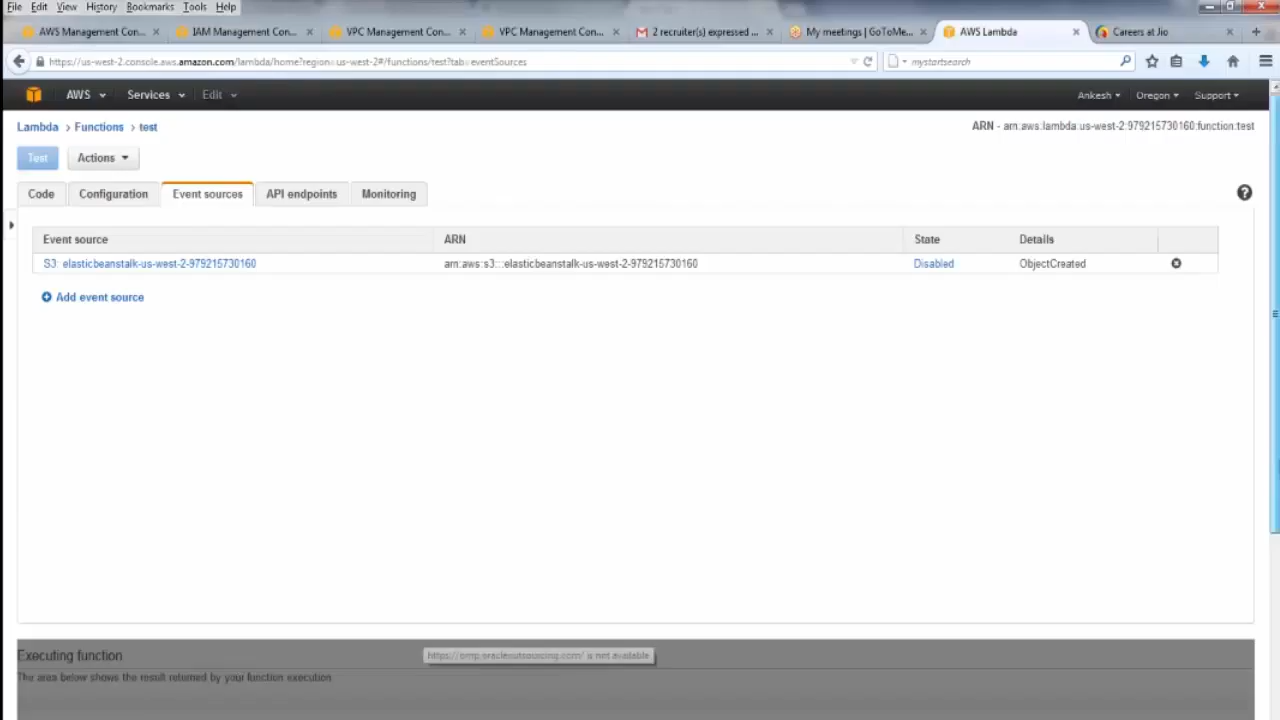 File Edit View History Bookmarks Tools Help
AWS Management Con... IAM Management Con... VPC Management Con... VPC Management Con... 2 recruiter(s) expressed ... My meetings | GoToMe... AWS Lambda Careers at Jio
https://us-west-2.console.aws.amazon.com/lambda/home?region=us-west-2#/functions/test?tab=eventSources mystartsearch
AWS Services Edit Ankesh Oregon Support
Lambda > Functions > test ARN - arn:aws:lambda:us-west-2:979215730160:function:test
Test Actions
Code Configuration Event sources API endpoints Monitoring
Event source ARN State Details
S3: elasticbeanstalk-us-west-2-979215730160 arn:aws:s3:::elasticbeanstalk-us-west-2-979215730160 Disabled ObjectCreated
Add event source
Executing function
is not available
The area below shows the result returned by your function execution